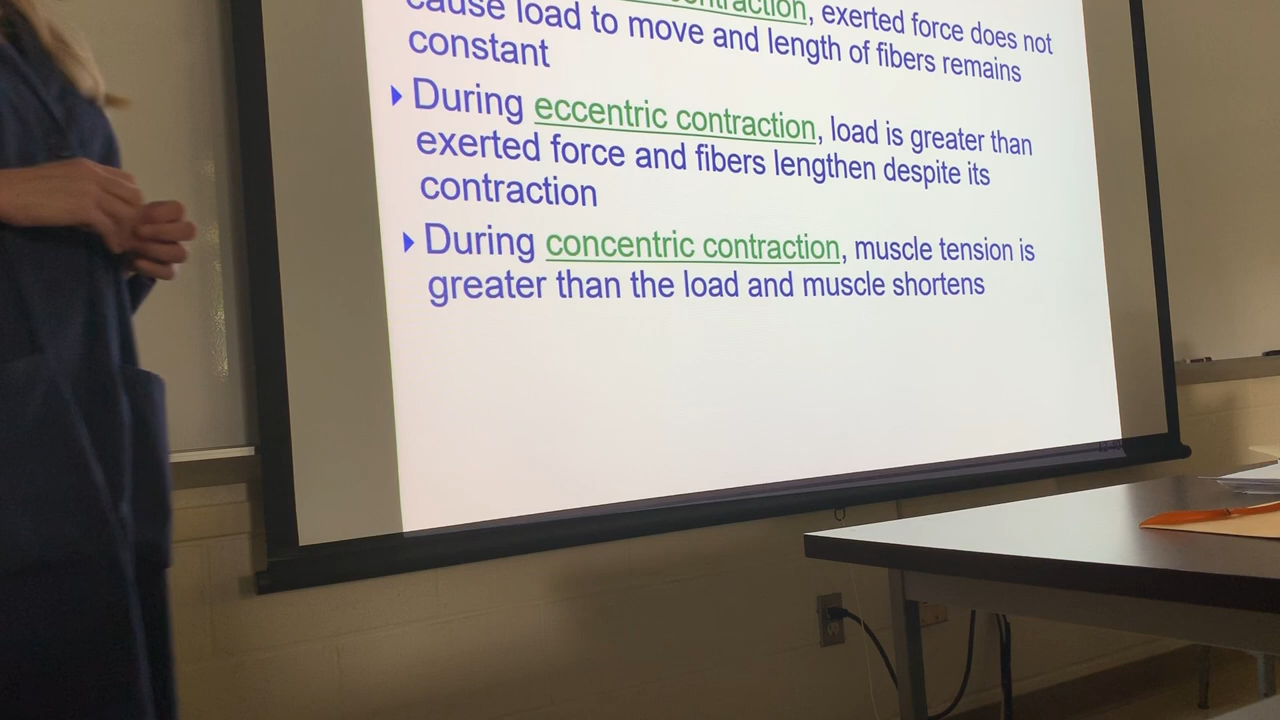 contraction, exerted force does not
cause load to move and length of fibers remains
constant
During eccentric contraction, load is greater than
exerted force and fibers lengthen despite its
contraction
During concentric contraction, muscle tension is
greater than the load and muscle shortens